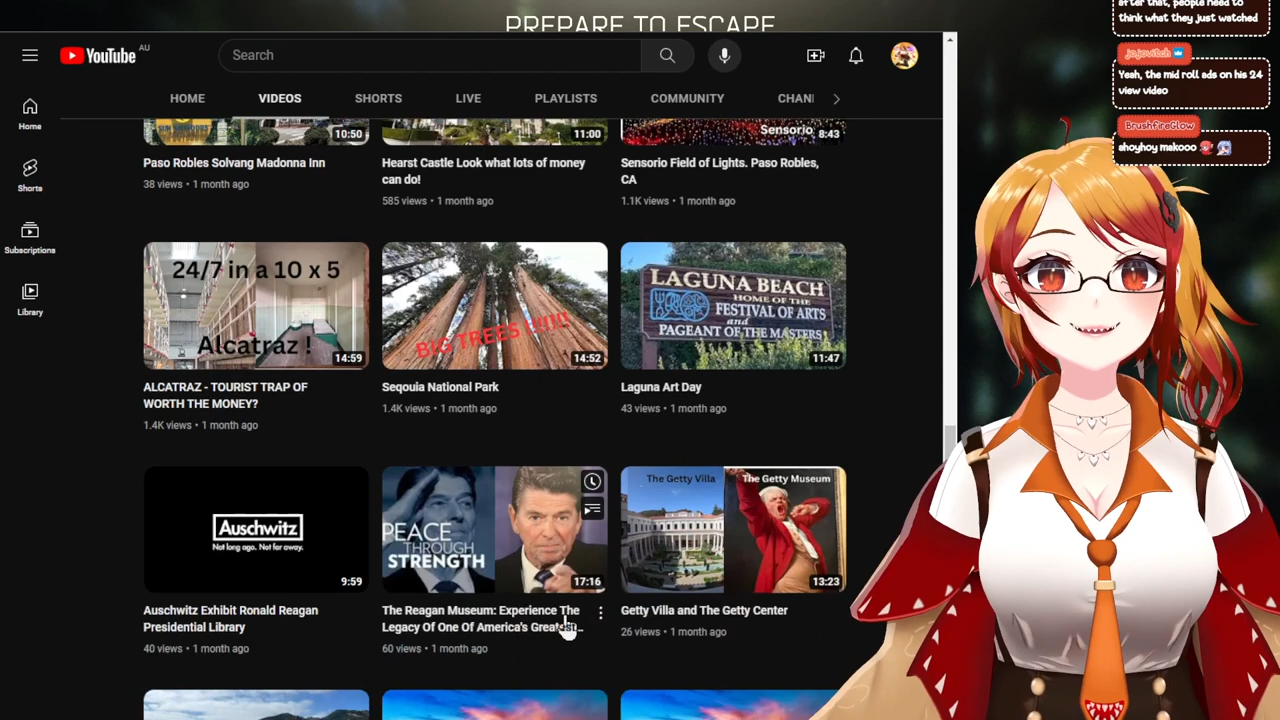 PREPARE TO ESCAPE
YouTube AU
Search
HOME
VIDEOS
SHORTS
LIVE
PLAYLISTS
COMMUNITY
CHAN
Home
Shorts
Subscriptions
Library
10:50
Paso Robles Solvang Madonna Inn
38 views • 1 month ago
11:00
Hearst Castle Look what lots of money
can do!
585 views • 1 month ago
Sensorio
8:43
Sensorio Field of Lights. Paso Robles,
CA
1.1K views • 1 month ago
24/7 in a 10 x 5
Alcatraz !
14:59
ALCATRAZ - TOURIST TRAP OF
WORTH THE MONEY?
1.4K views • 1 month ago
BIG TREES !!!!!!!
14:52
Seqouia National Park
1.4K views • 1 month ago
LAGUNA BEACH
HOME OF THE
FESTIVAL OF ARTS
and
PAGEANT OF THE MASTERS
11:47
Laguna Art Day
43 views • 1 month ago
Auschwitz
Not long ago. Not far away.
9:59
Auschwitz Exhibit Ronald Reagan
Presidential Library
40 views • 1 month ago
PEACE
THROUGH
STRENGTH
17:16
The Reagan Museum: Experience The
Legacy Of One Of America's Greatest...
60 views • 1 month ago
The Getty Villa
The Getty Museum
13:23
Getty Villa and The Getty Center
26 views • 1 month ago
after that, people need to
think what they just watched
jojovitch
Yeah, the mid roll ads on his 24
view video
BrushfireGlow
ahoyhoy makooo